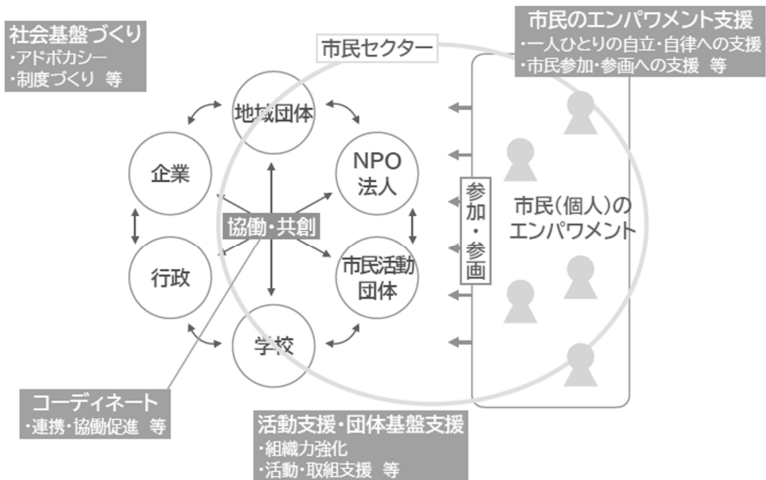 社会基盤づくり
・アドボカシー
・制度づくり 等
市民のエンパワメント支援
・一人ひとりの自立・自律への支援
・市民参加・参画への支援 等
市民セクター
地域団体
企業
NPO
法人
協働・共創
行政
市民活動
団体
学校
参加・参画
市民(個人)の
エンパワメント
コーディネート
・連携・協働促進 等
活動支援・団体基盤支援
・組織力強化
・活動・取組支援 等